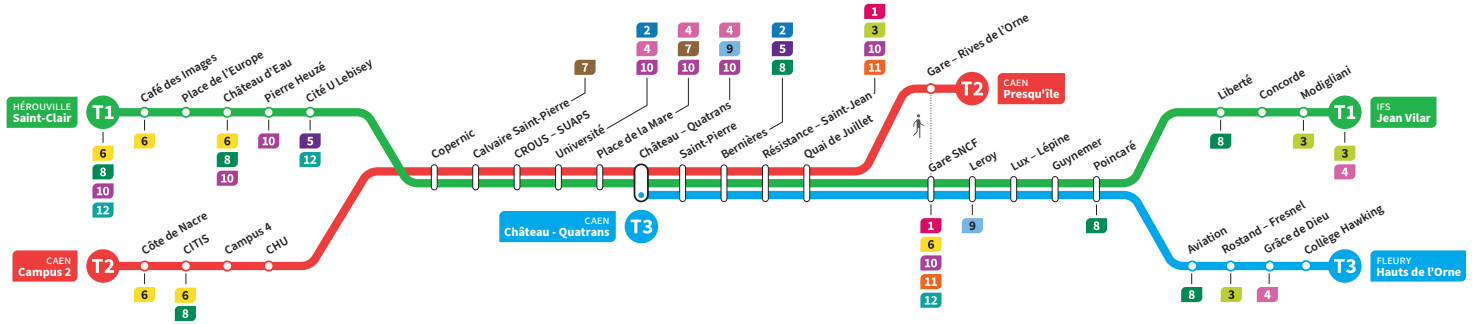 HÉROUVILLE
Saint-Clair
T1
6
8
10
12
Café des Images
6
Place de l'Europe
Château d'Eau
6
8
10
Pierre Heuzé
10
Cité U Lebisey
5
12
CAEN
Campus 2
T2
Côte de Nacre
6
CITIS
6
8
Campus 4
CHU
Copernic
Calvaire Saint-Pierre
7
CROUS – SUAPS
Université
2
4
10
Place de la Mare
4
7
10
Château – Quatrans
4
9
10
CAEN
Château - Quatrans
T3
Saint-Pierre
Bernières
2
5
8
Résistance – Saint-Jean
1
3
10
11
Quai de Juillet
Gare – Rives de l'Orne
T2
CAEN
Presqu'île
Gare SNCF
1
6
10
11
12
Leroy
9
Lux – Lépine
Guynemer
Poincaré
8
Liberté
8
Concorde
Modigliani
3
T1
3
4
IFS
Jean Vilar
Aviation
8
Rostand – Fresnel
3
Grâce de Dieu
4
Collège Hawking
T3
FLEURY
Hauts de l'Orne